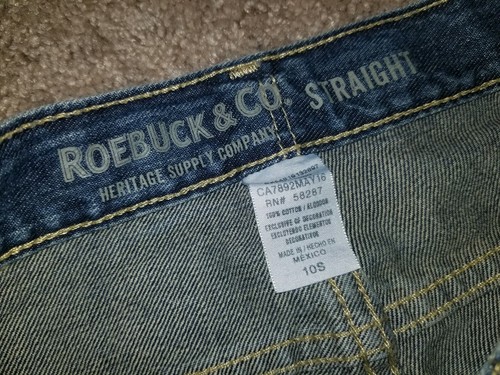 ROEBUCK & CO. STRAIGHT
HERITAGE SUPPLY COMPANY
CA7892MAY16
RN# 58287
100% COTTON / ALGODON
EXCLUSIVE OF DECORATION
EXCLUYENDO ELEMENTOS
DECORATIVOS
MADE IN / HECHO EN
MÉXICO
10S